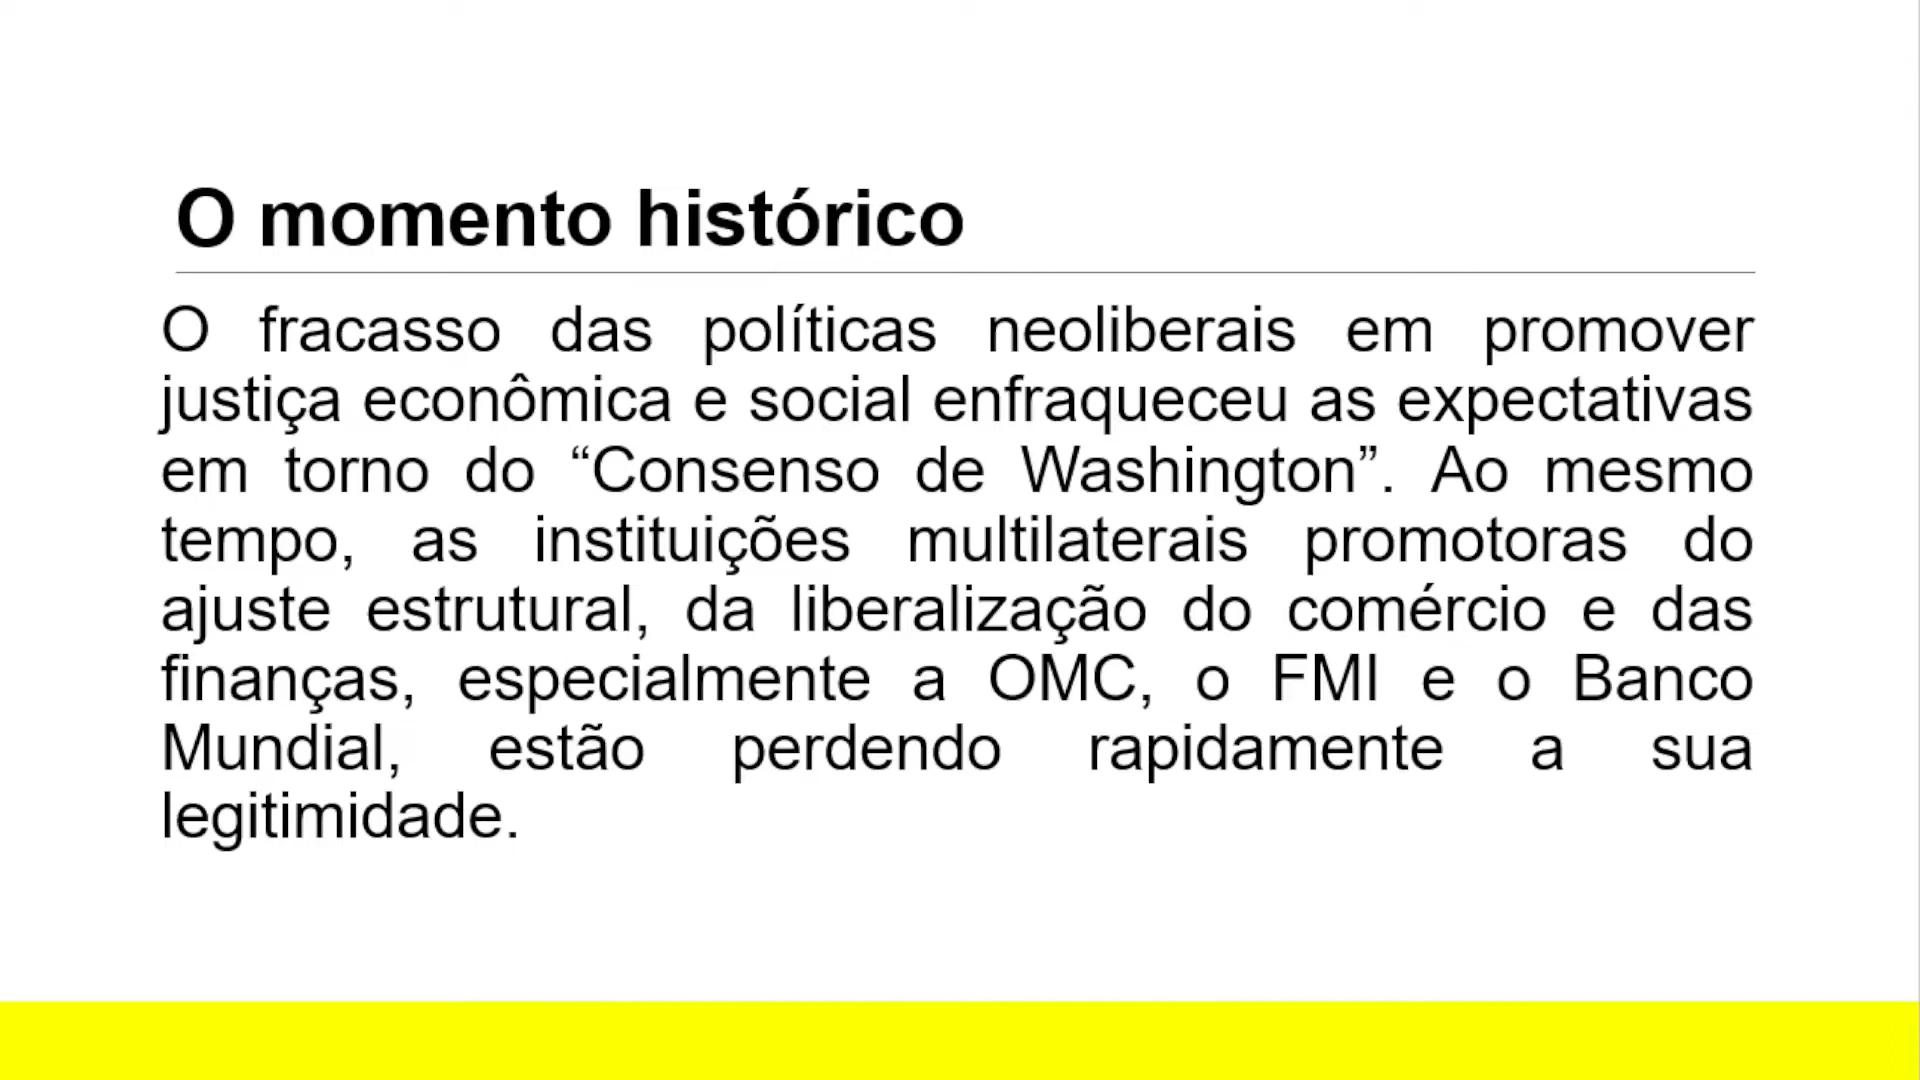 O momento histórico
O fracasso das políticas neoliberais em promover
justiça econômica e social enfraqueceu as expectativas
em torno do “Consenso de Washington”. Ao mesmo
tempo, as instituições multilaterais promotoras do
ajuste estrutural, da liberalização do comércio e das
finanças, especialmente a OMC, o FMI e o Banco
Mundial, estão perdendo rapidamente a sua
legitimidade.